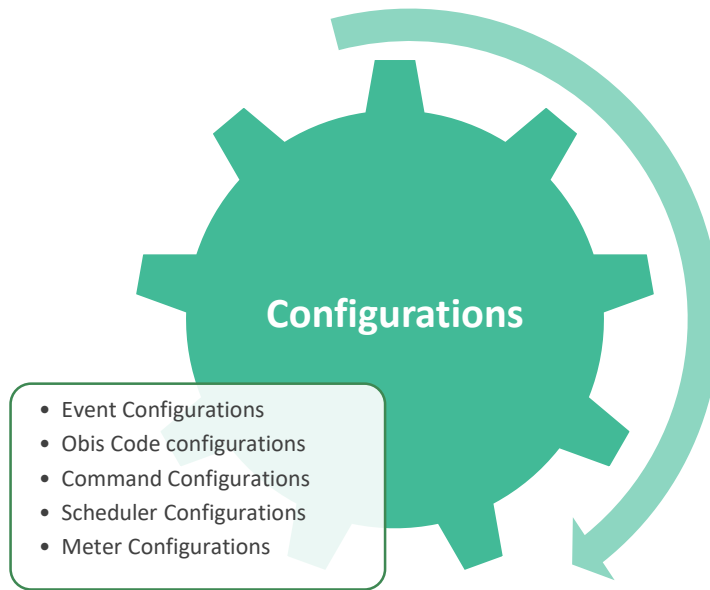 Configurations
• Event Configurations
• Obis Code configurations
• Command Configurations
• Scheduler Configurations
• Meter Configurations